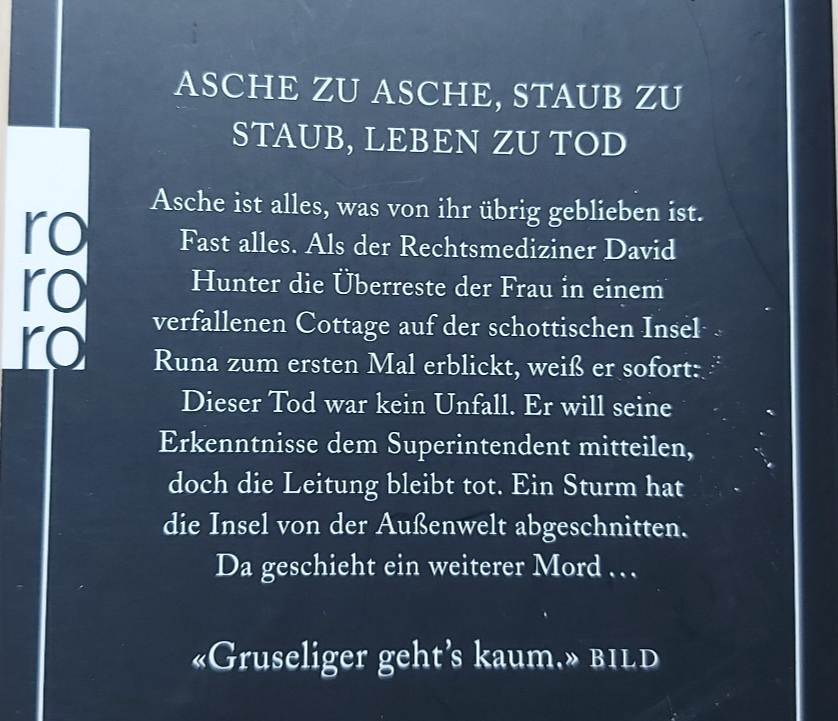 ASCHE ZU ASCHE, STAUB ZU
STAUB, LEBEN ZU TOD
Asche ist alles, was von ihr übrig geblieben ist.
Fast alles. Als der Rechtsmediziner David
Hunter die Überreste der Frau in einem
verfallenen Cottage auf der schottischen Insel
Runa zum ersten Mal erblickt, weiß er sofort:
Dieser Tod war kein Unfall. Er will seine
Erkenntnisse dem Superintendent mitteilen,
doch die Leitung bleibt tot. Ein Sturm hat
die Insel von der Außenwelt abgeschnitten.
Da geschieht ein weiterer Mord ...
«Gruseliger geht's kaum.» BILD
ro
ro
ro